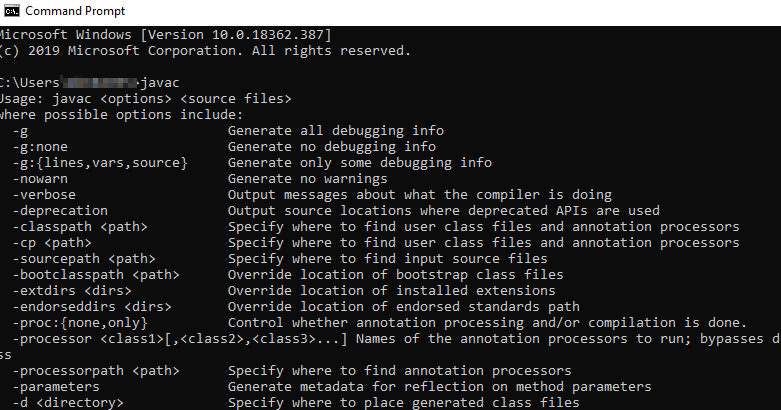 Command Prompt
Microsoft Windows [Version 10.0.18362.387]
(c) 2019 Microsoft Corporation. All rights reserved.
C:\Users javac
Usage: javac <options> <source files>
where possible options include:
-g Generate all debugging info
-g:none Generate no debugging info
-g:{lines,vars,source} Generate only some debugging info
-nowarn Generate no warnings
-verbose Output messages about what the compiler is doing
-deprecation Output source locations where deprecated APIs are used
-classpath <path> Specify where to find user class files and annotation processors
-cp <path> Specify where to find user class files and annotation processors
-sourcepath <path> Specify where to find input source files
-bootclasspath <path> Override location of bootstrap class files
-extdirs <dirs> Override location of installed extensions
-endorseddirs <dirs> Override location of endorsed standards path
-proc:{none,only} Control whether annotation processing and/or compilation is done.
-processor <class1>[,<class2>,<class3>...] Names of the annotation processors to run; bypasses d
ss
-processorpath <path> Specify where to find annotation processors
-parameters Generate metadata for reflection on method parameters
-d <directory> Specify where to place generated class files